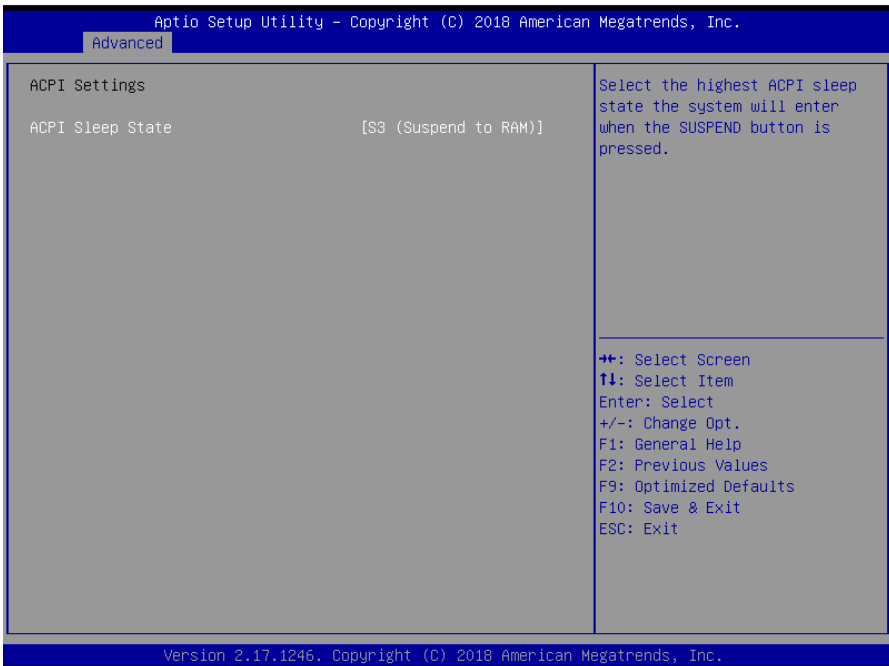 Aptio Setup Utility – Copyright (C) 2018 American Megatrends, Inc.
Advanced
ACPI Settings
ACPI Sleep State [S3 (Suspend to RAM)]
Select the highest ACPI sleep
state the system will enter
when the SUSPEND button is
pressed.
→←: Select Screen
↑↓: Select Item
Enter: Select
+/-: Change Opt.
F1: General Help
F2: Previous Values
F9: Optimized Defaults
F10: Save & Exit
ESC: Exit
Version 2.17.1246. Copyright (C) 2018 American Megatrends, Inc.